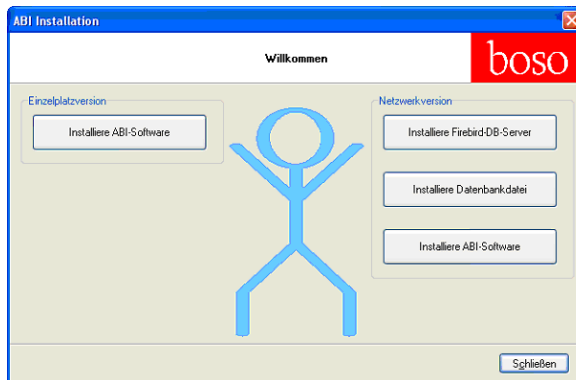 ABI Installation
Willkommen
boso
Einzelplatzversion
Installiere ABI-Software
Netzwerkversion
Installiere Firebird-DB-Server
Installiere Datenbankdatei
Installiere ABI-Software
Schließen